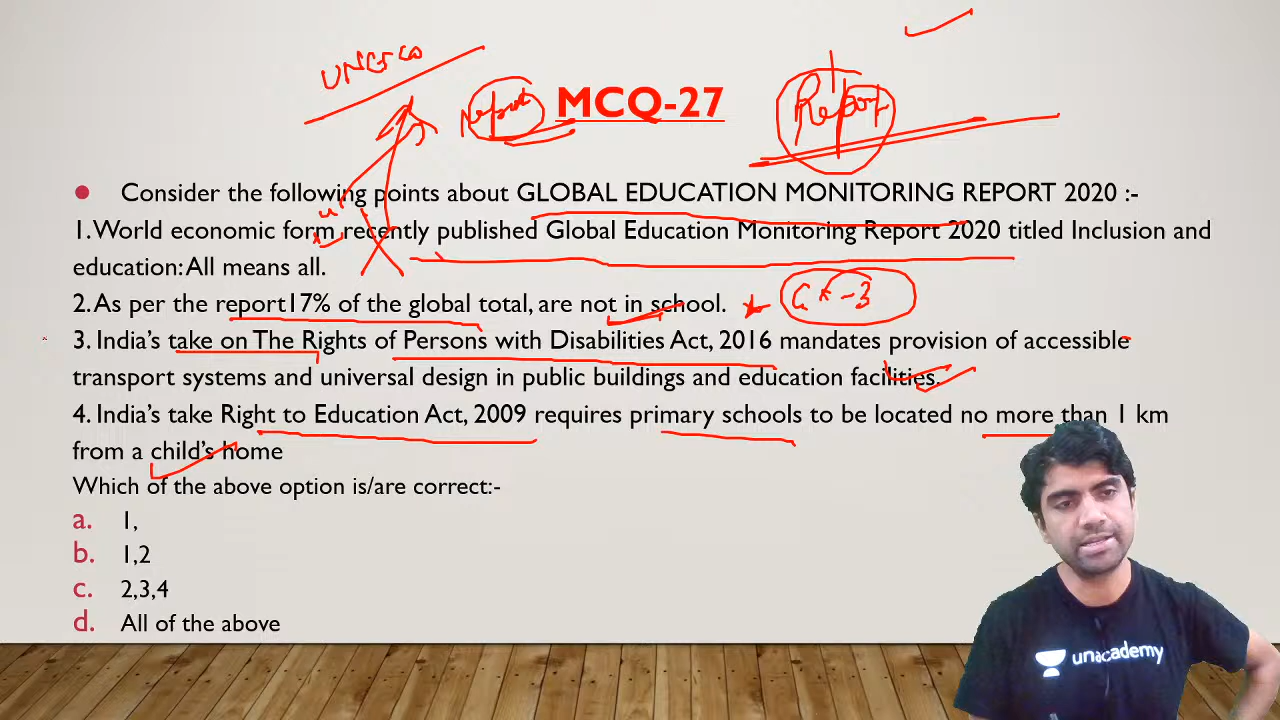 UNESCO
Report MCQ-27 Report
Consider the following points about GLOBAL EDUCATION MONITORING REPORT 2020 :-
1. World economic form recently published Global Education Monitoring Report 2020 titled Inclusion and
education: All means all.
2. As per the report17% of the global total, are not in school.
3. India's take on The Rights of Persons with Disabilities Act, 2016 mandates provision of accessible
transport systems and universal design in public buildings and education facilities.
4. India's take Right to Education Act, 2009 requires primary schools to be located no more than 1 km
from a child's home
Which of the above option is/are correct:-
a. 1,
b. 1,2
c. 2,3,4
d. All of the above
unacademy